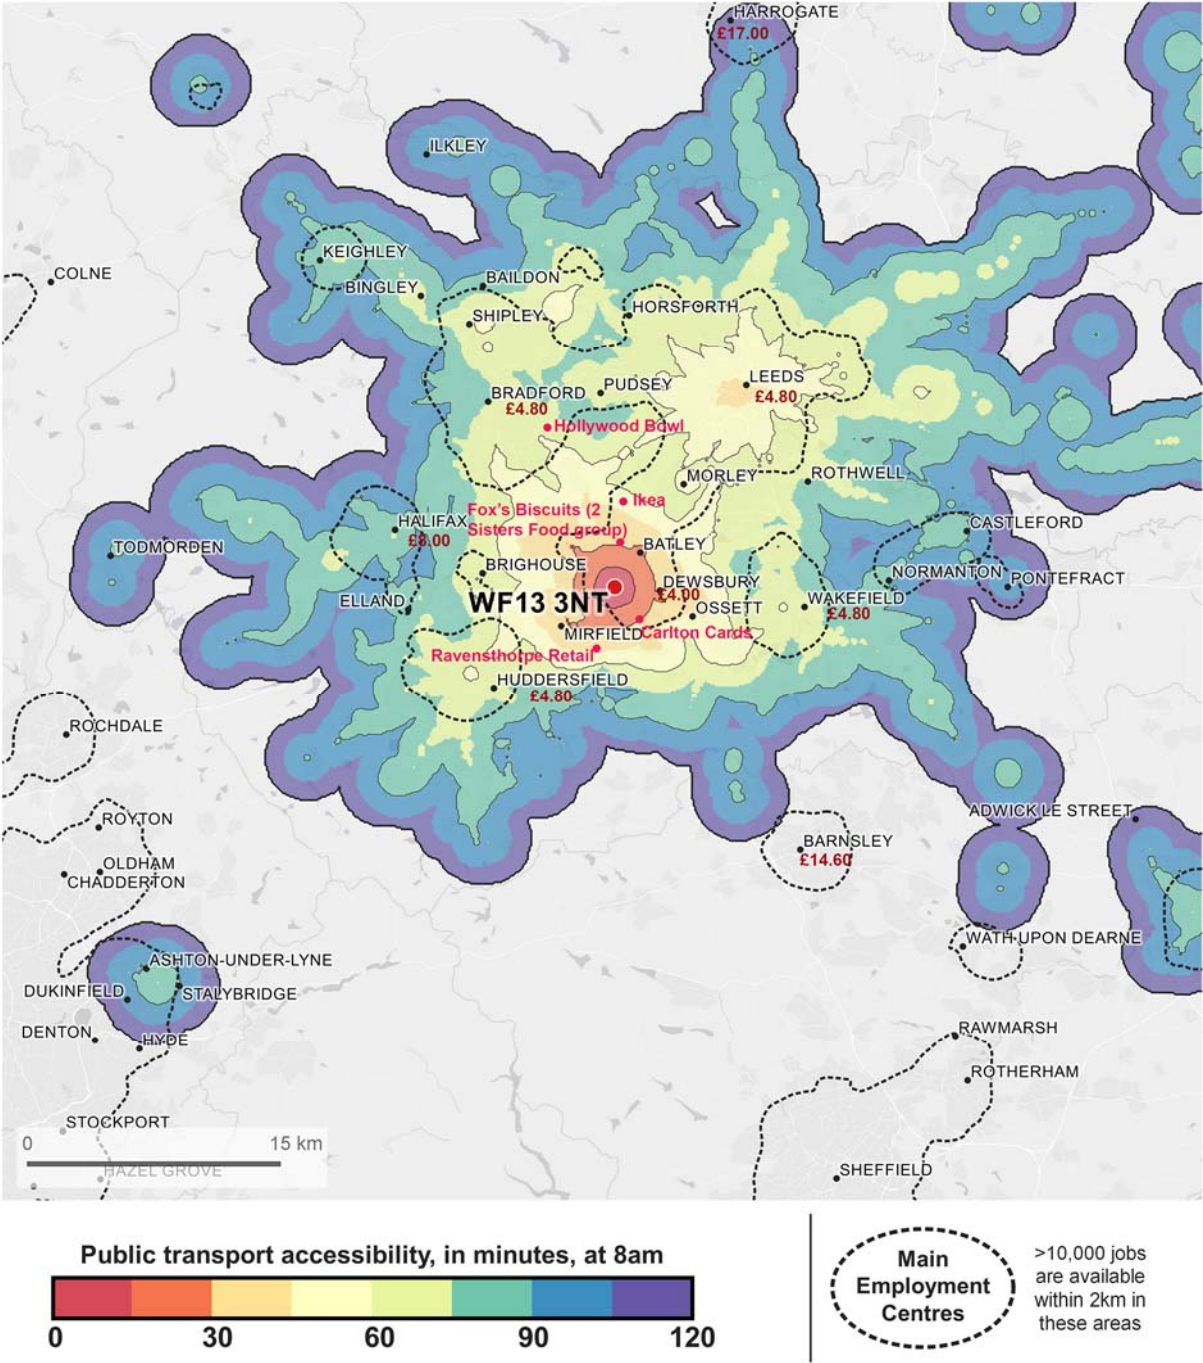 HARROGATE
£17.00
ILKLEY
KEIGHLEY
COLNE
BINGLEY
BAILDON
SHIPLEY
HORSFORTH
LEEDS
£4.80
PUDSEY
BRADFORD
£4.80
Hollywood Bowl
MORLEY
ROTHWELL
Ikea
Fox's Biscuits (2
Sisters Food group)
HALIFAX
£8.00
CASTLEFORD
TODMORDEN
BATLEY
BRIGHOUSE
NORMANTON
PONTEFRACT
DEWSBURY
£4.00
ELLAND
WF13 3NT
OSSETT
WAKEFIELD
£4.80
MIRFIELD
Carlton Cards
Ravensthorpe Retail
HUDDERSFIELD
£4.80
ROCHDALE
ROYTON
ADWICK LE STREET
BARNSLEY
£14.60
OLDHAM
CHADDERTON
WATH UPON DEARNE
ASHTON-UNDER-LYNE
DUKINFIELD
STALYBRIDGE
DENTON
HYDE
RAWMARSH
ROTHERHAM
STOCKPORT
0 15 km
HAZEL GROVE
SHEFFIELD
Public transport accessibility, in minutes, at 8am
0 30 60 90 120
Main
Employment
Centres
>10,000 jobs
are available
within 2km in
these areas